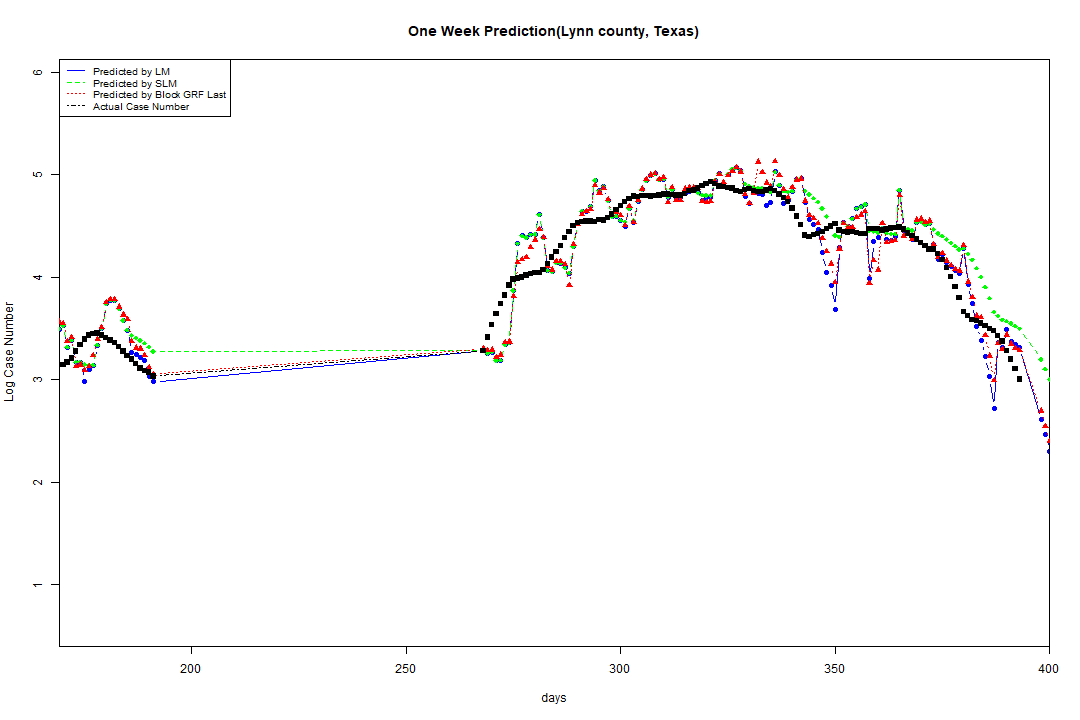 One Week Prediction(Lynn county, Texas)
Predicted by LM
Predicted by SLM
Predicted by Block GRF Last
Actual Case Number
6
5
4
3
2
1
Log Case Number
200 250 300 350 400
days